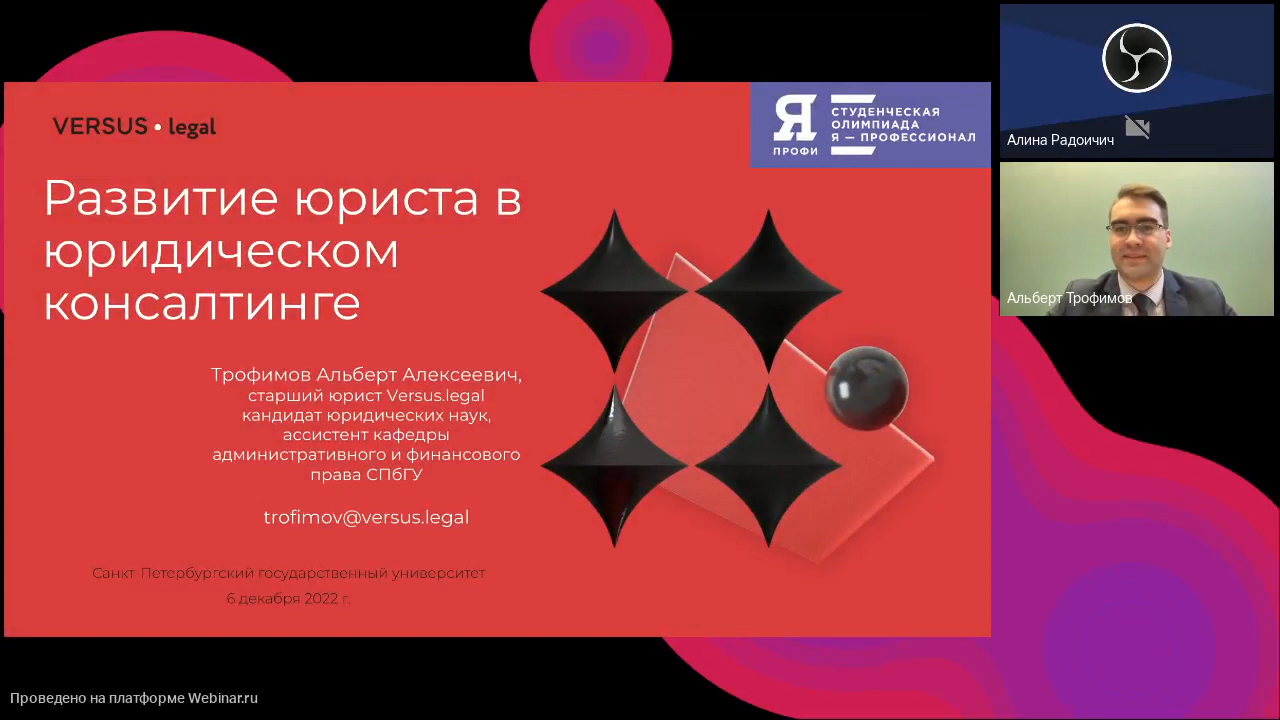 VERSUS • legal
Я
ПРОФИ
СТУДЕНЧЕСКАЯ
ОЛИМПИАДА
Я — ПРОФЕССИОНАЛ
Развитие юриста в
юридическом
консалтинге
Трофимов Альберт Алексеевич,
старший юрист Versus.legal
кандидат юридических наук,
ассистент кафедры
административного и финансового
права СПбГУ
trofimov@versus.legal
Санкт-Петербургский государственный университет
6 декабря 2022 г.
Алина Радоичич
Альберт Трофимов
Проведено на платформе Webinar.ru